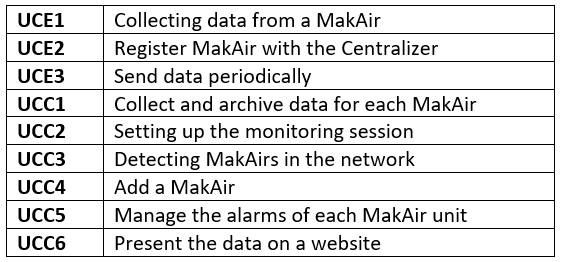 UCE1 Collecting data from a MakAir
UCE2 Register MakAir with the Centralizer
UCE3 Send data periodically
UCC1 Collect and archive data for each MakAir
UCC2 Setting up the monitoring session
UCC3 Detecting MakAirs in the network
UCC4 Add a MakAir
UCC5 Manage the alarms of each MakAir unit
UCC6 Present the data on a website